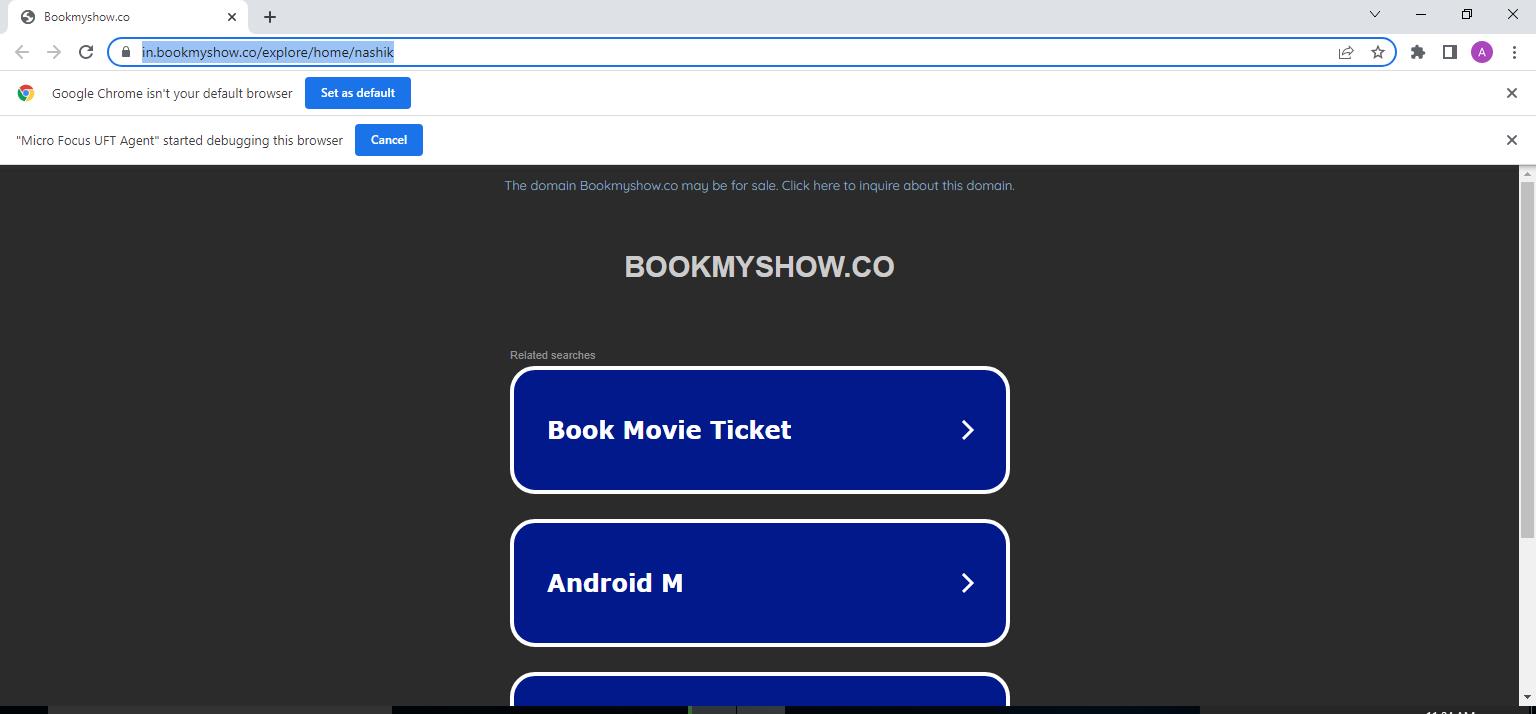 Bookmyshow.co
in.bookmyshow.co/explore/home/nashik
A
Google Chrome isn't your default browser
Set as default
"Micro Focus UFT Agent" started debugging this browser
Cancel
The domain Bookmyshow.co may be for sale. Click here to inquire about this domain.
BOOKMYSHOW.CO
Related searches
Book Movie Ticket
Android M